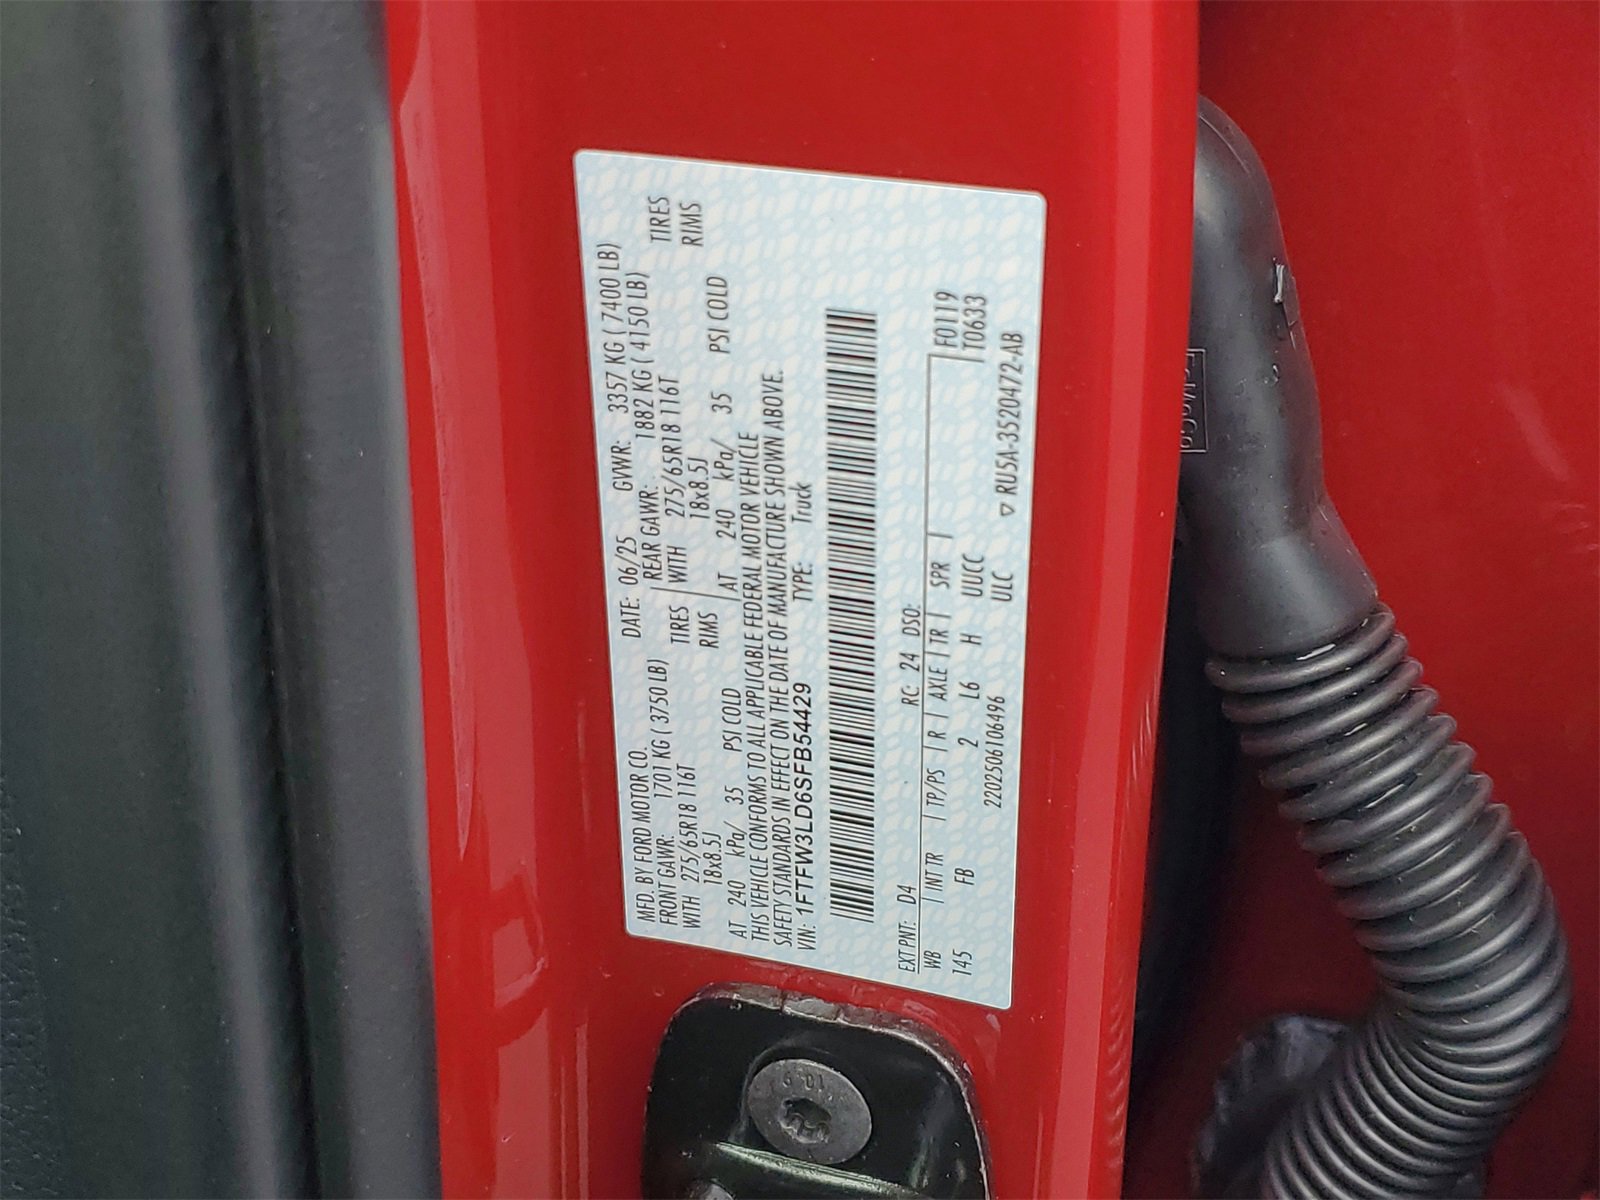 MFD. BY FORD MOTOR CO.
DATE: 06/25 GVWR: 3357 KG ( 7400 LB)
FRONT GAWR: 1701 KG ( 3750 LB) REAR GAWR: 1882 KG ( 4150 LB)
WITH 275/65R18 116T TIRES WITH 275/65R18 116T TIRES
18x8.5J RIMS 18x8.5J RIMS
AT 240 kPa/ 35 PSI COLD AT 240 kPa/ 35 PSI COLD
THIS VEHICLE CONFORMS TO ALL APPLICABLE FEDERAL MOTOR VEHICLE
SAFETY STANDARDS IN EFFECT ON THE DATE OF MANUFACTURE SHOWN ABOVE.
VIN: 1FTFW3LD6SFB54429 TYPE: Truck
EXT PNT: D4 RC: 24 DSO:
WB | INT TR | TP/PS | R | AXLE | TR | SPR | F0119
145 FB 2 L6 H UUCC T0633
2202506106496 ULC
▽ RU5A-3520472-AB
10.9